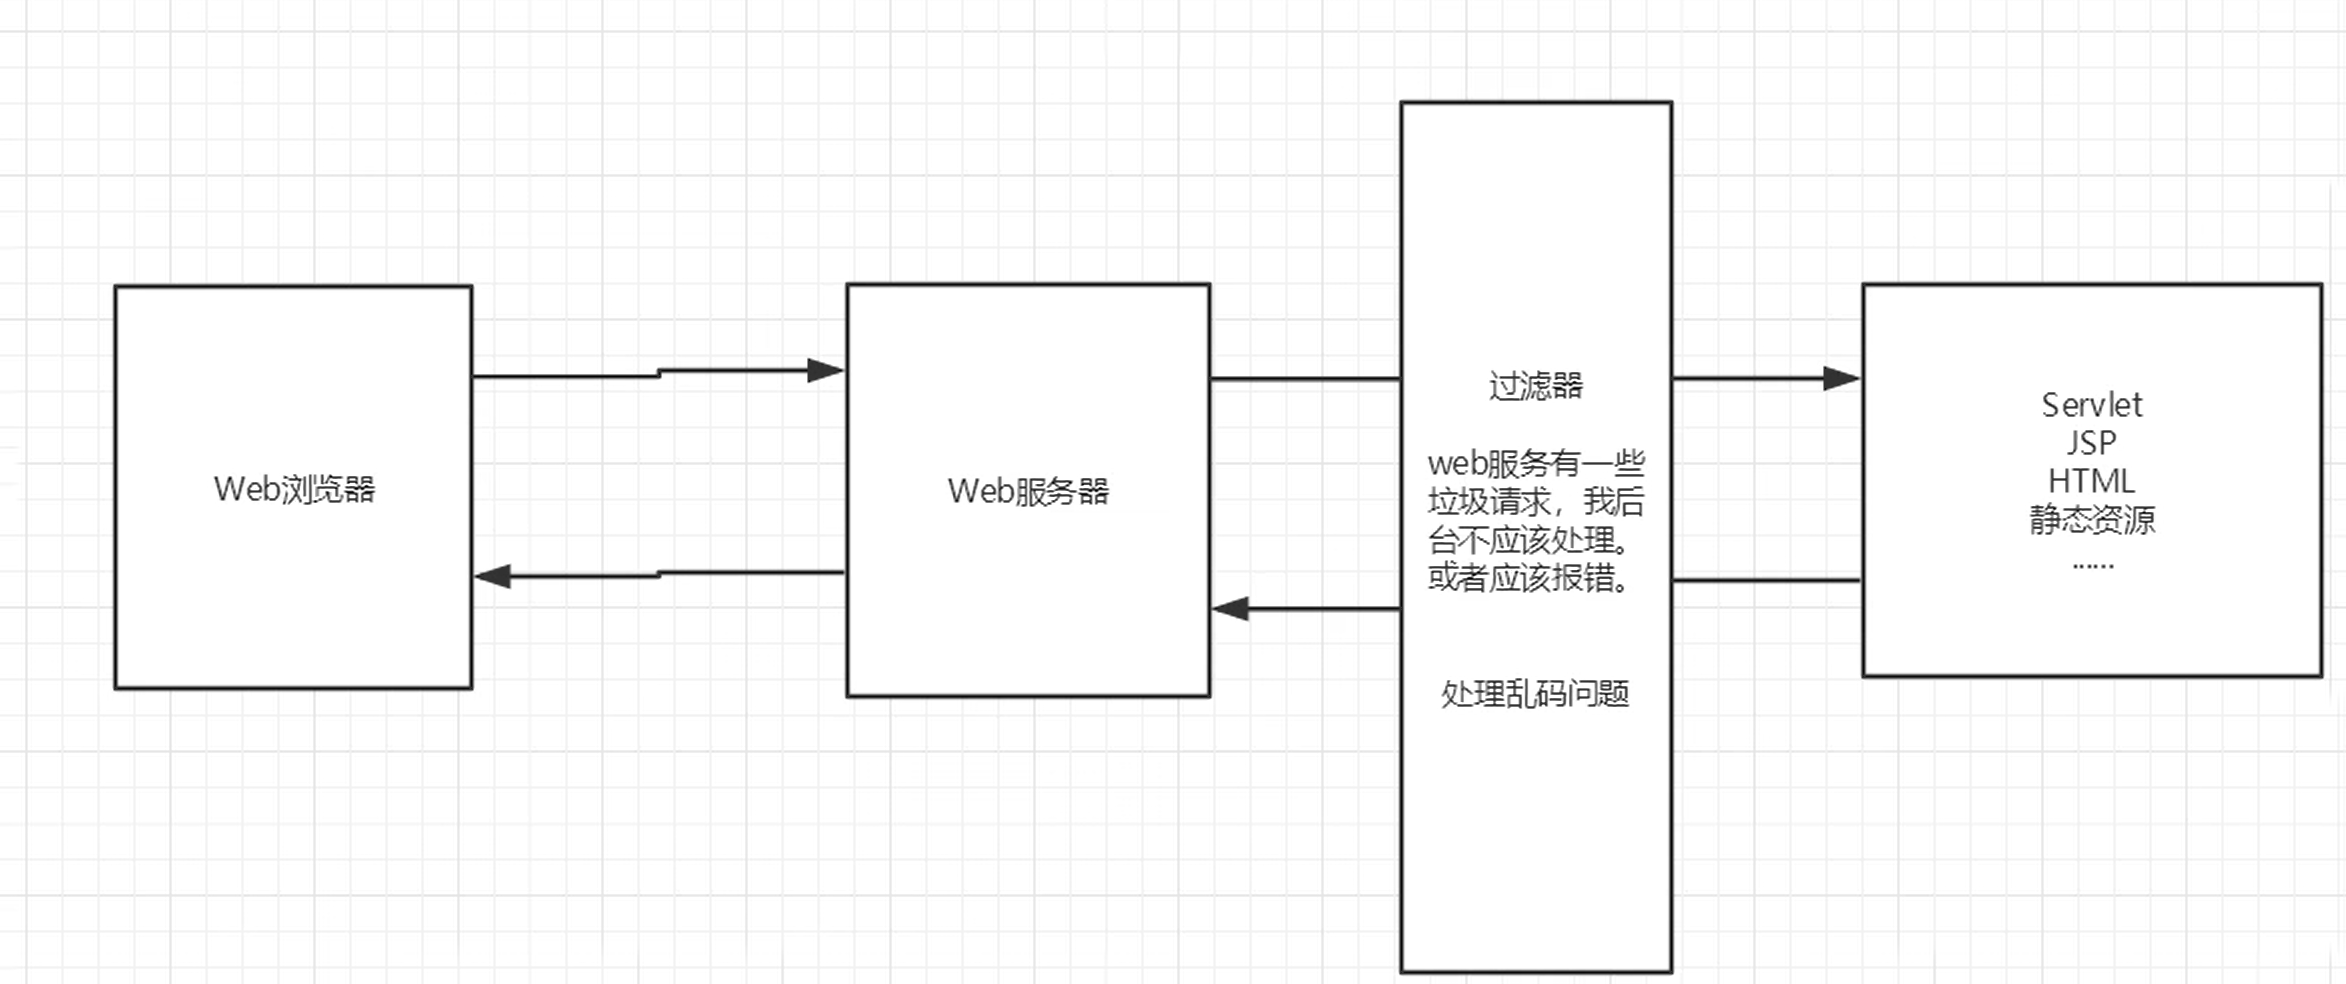 Web浏览器
Web服务器
过滤器
web服务有一些
垃圾请求，我后
台不应该处理。
或者应该报错。
处理乱码问题
Servlet
JSP
HTML
静态资源
......